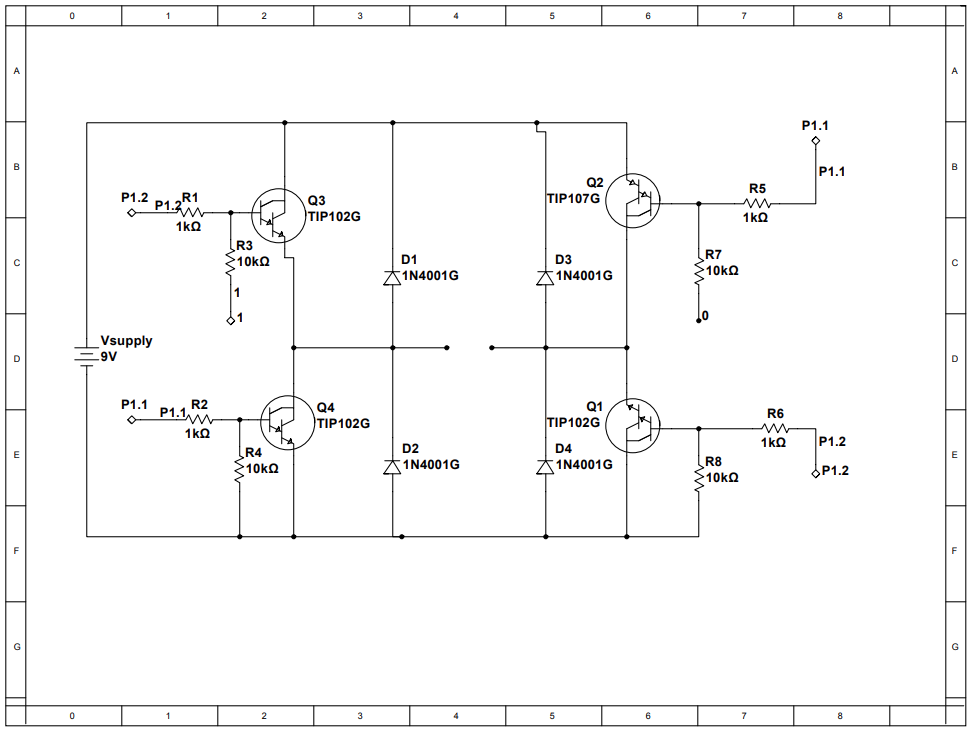 0 1 2 3 4 5 6 7 8
A A
P1.1
B B
P1.1
Q2
TIP107G
R5
1kΩ
P1.2 P1.2 R1
1kΩ
Q3
TIP102G
R3
10kΩ
1
1
D1
1N4001G
D3
1N4001G
R7
10kΩ
C C
0
Vsupply
9V
D D
P1.1 P1.1 R2
1kΩ
Q4
TIP102G
Q1
TIP102G
R6
1kΩ
P1.2
P1.2
R4
10kΩ
D2
1N4001G
D4
1N4001G
R8
10kΩ
E E
F F
G G
0 1 2 3 4 5 6 7 8